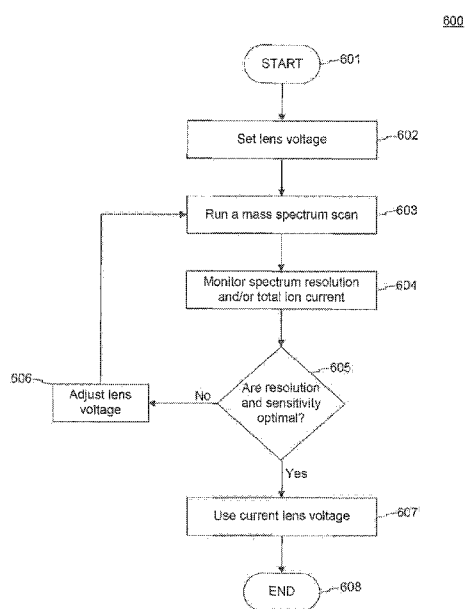 600
START
601
Set lens voltage
602
Run a mass spectrum scan
603
Monitor spectrum resolution
and/or total ion current
604
605
Are resolution
and sensitivity
optimal?
606
Adjust lens
voltage
No
Yes
Use current lens voltage
607
END
608